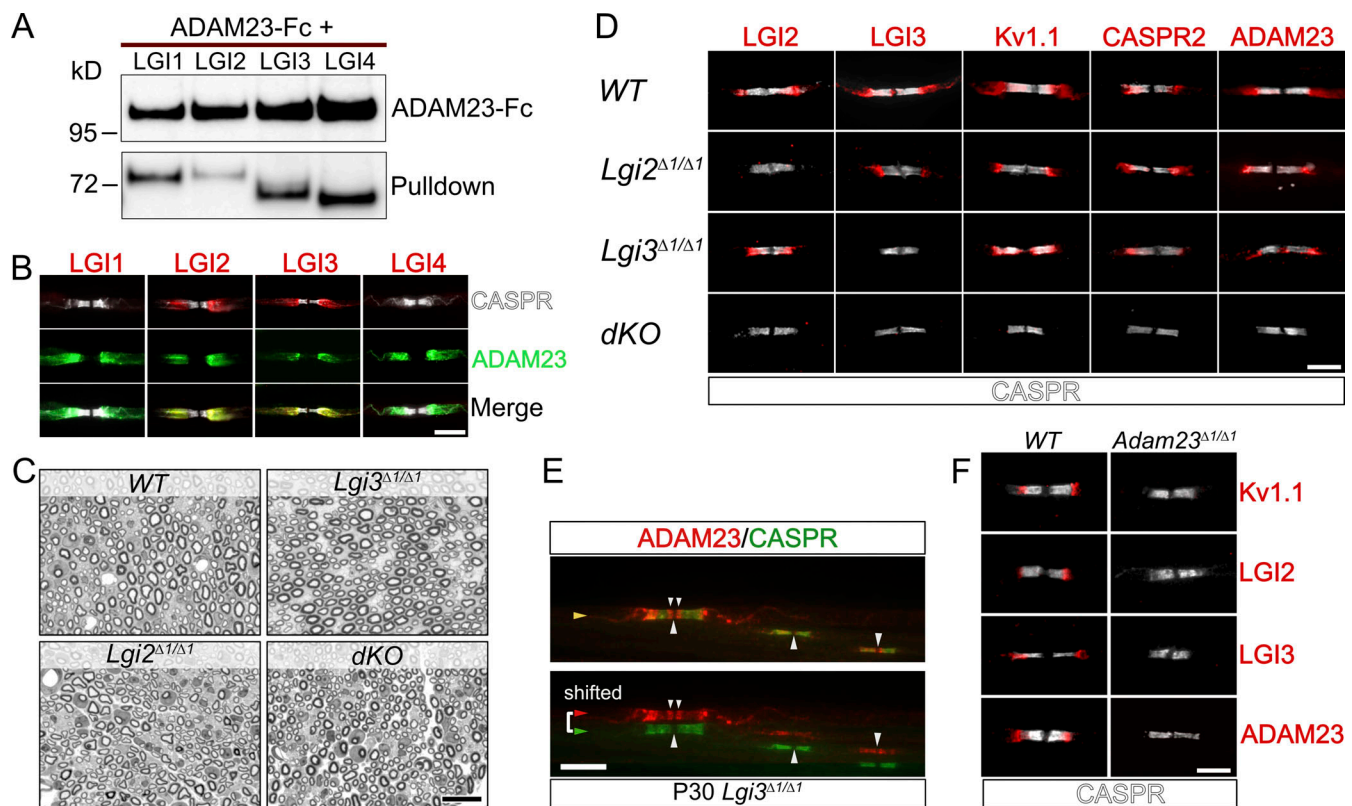 A
ADAM23-Fc +
kD
LGI1 LGI2 LGI3 LGI4
ADAM23-Fc
95
72
Pulldown
B
LGI1 LGI2 LGI3 LGI4
CASPR
ADAM23
Merge
C
WT
Lgi3Δ1/Δ1
Lgi2Δ1/Δ1
dKO
D
LGI2 LGI3 Kv1.1 CASPR2 ADAM23
WT
Lgi2Δ1/Δ1
Lgi3Δ1/Δ1
dKO
CASPR
E
ADAM23/CASPR
shifted
P30 Lgi3Δ1/Δ1
F
WT Adam23Δ1/Δ1
Kv1.1
LGI2
LGI3
ADAM23
CASPR